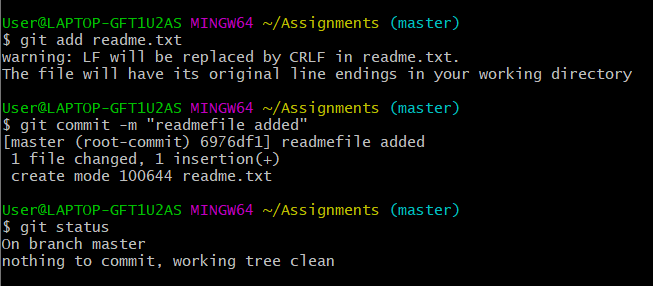 User@LAPTOP-GFT1U2AS MINGW64 ~/Assignments (master)
$ git add readme.txt
warning: LF will be replaced by CRLF in readme.txt.
The file will have its original line endings in your working directory
User@LAPTOP-GFT1U2AS MINGW64 ~/Assignments (master)
$ git commit -m "readmefile added"
[master (root-commit) 6976df1] readmefile added
 1 file changed, 1 insertion(+)
 create mode 100644 readme.txt
User@LAPTOP-GFT1U2AS MINGW64 ~/Assignments (master)
$ git status
On branch master
nothing to commit, working tree clean